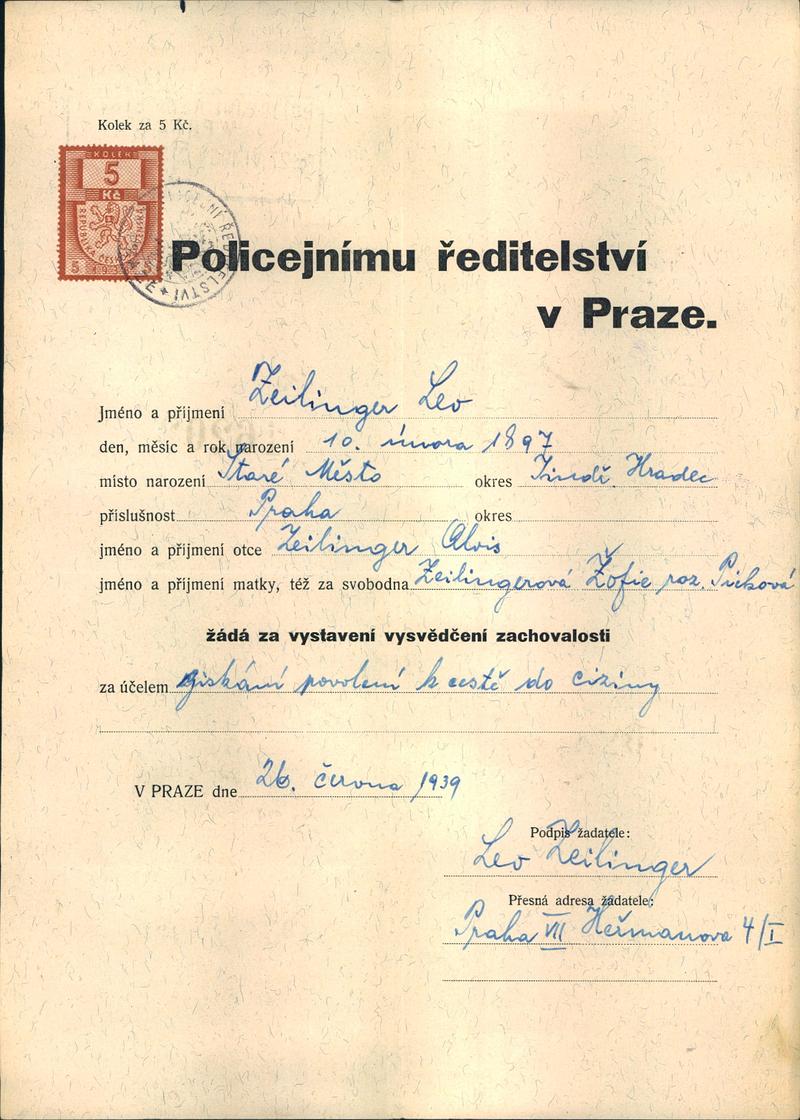 Kolek za 5 Kč.
KOLEK
5
Kč
Policejnímu ředitelství
v Praze.
Jméno a příjmení Zeilinger Leo
den, měsíc a rok narození 10. února 1897
místo narození Staré Město okres Jindř. Hradec
příslušnost Praha okres
jméno a příjmení otce Zeilinger Alois
jméno a příjmení matky, též za svobodna Zeilingerová Žofie roz. Picková
žádá za vystavení vysvědčení zachovalosti
za účelem získání povolení k cestě do ciziny
V PRAZE dne 26. června 1939
Podpis žadatele:
Leo Zeilinger
Přesná adresa žadatele:
Praha VII Heřmanova 4/I